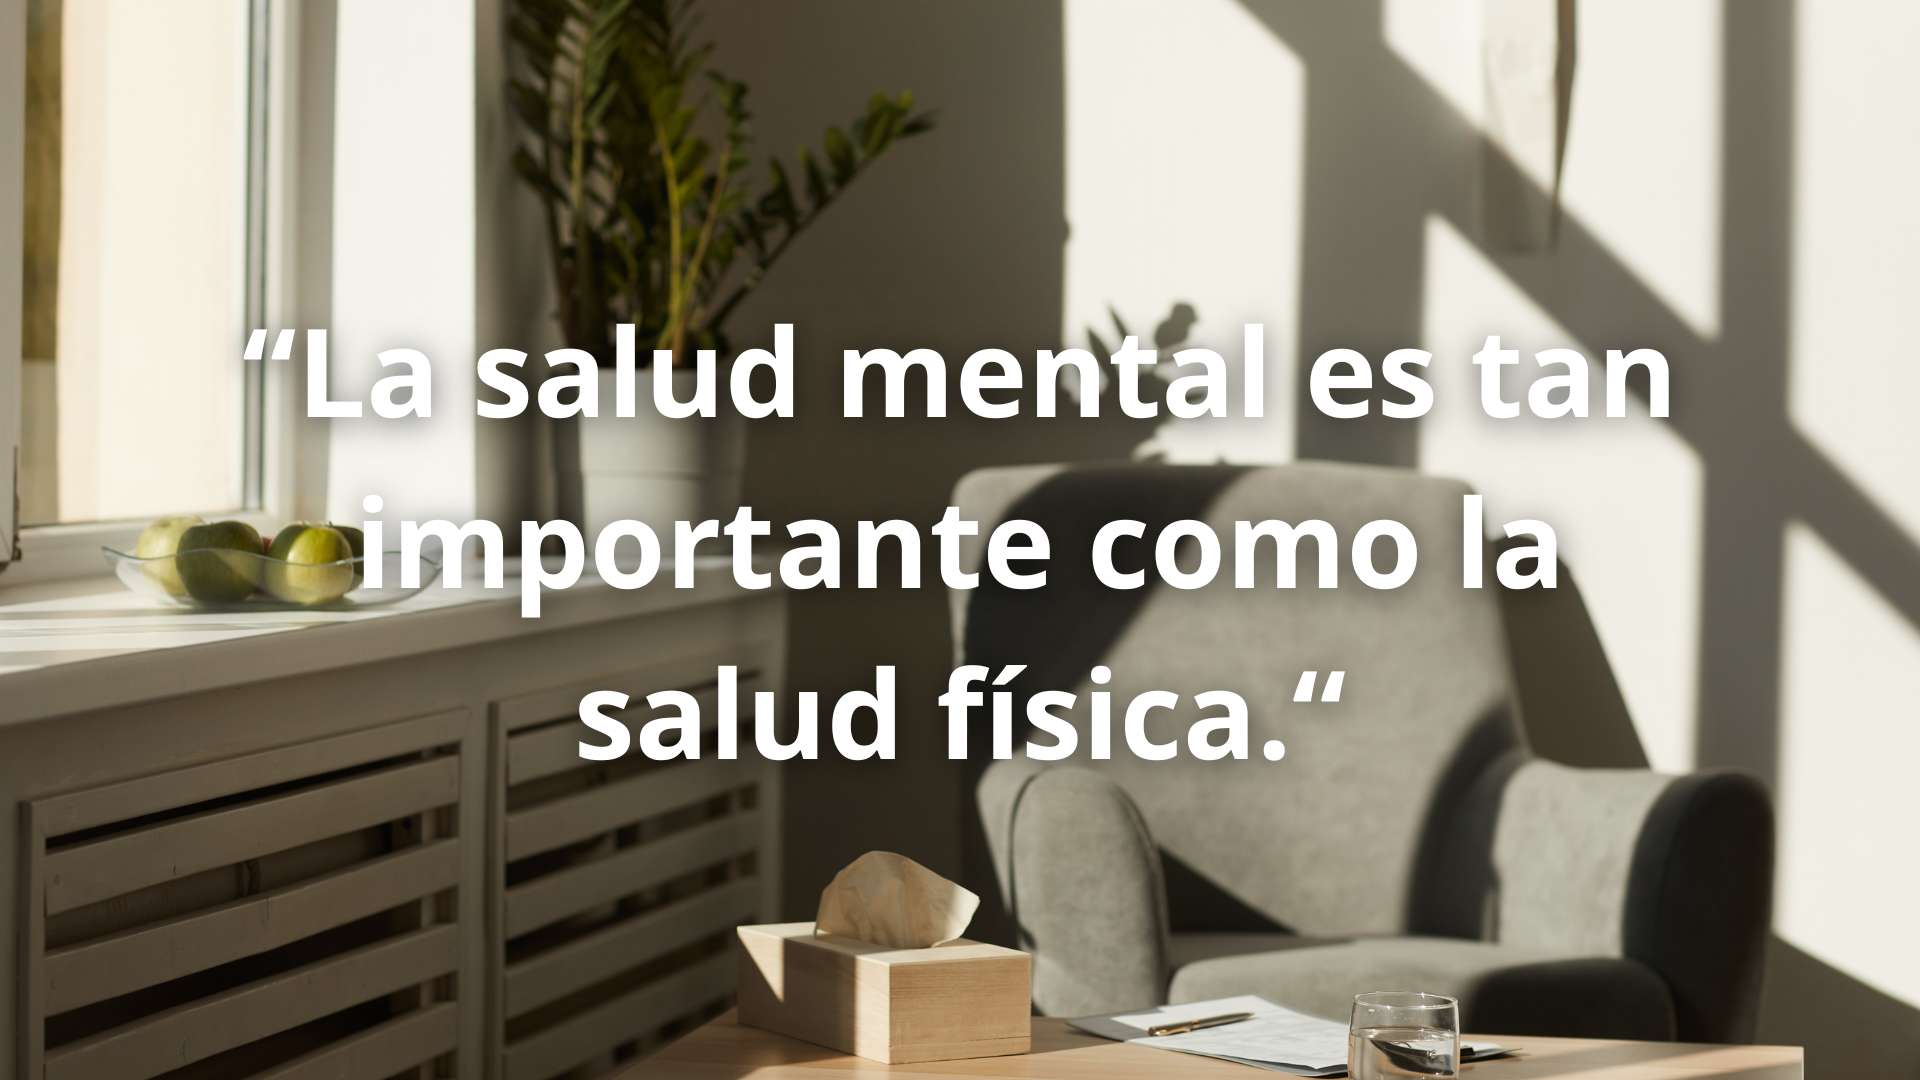 “La salud mental es tan
importante como la
salud física.“